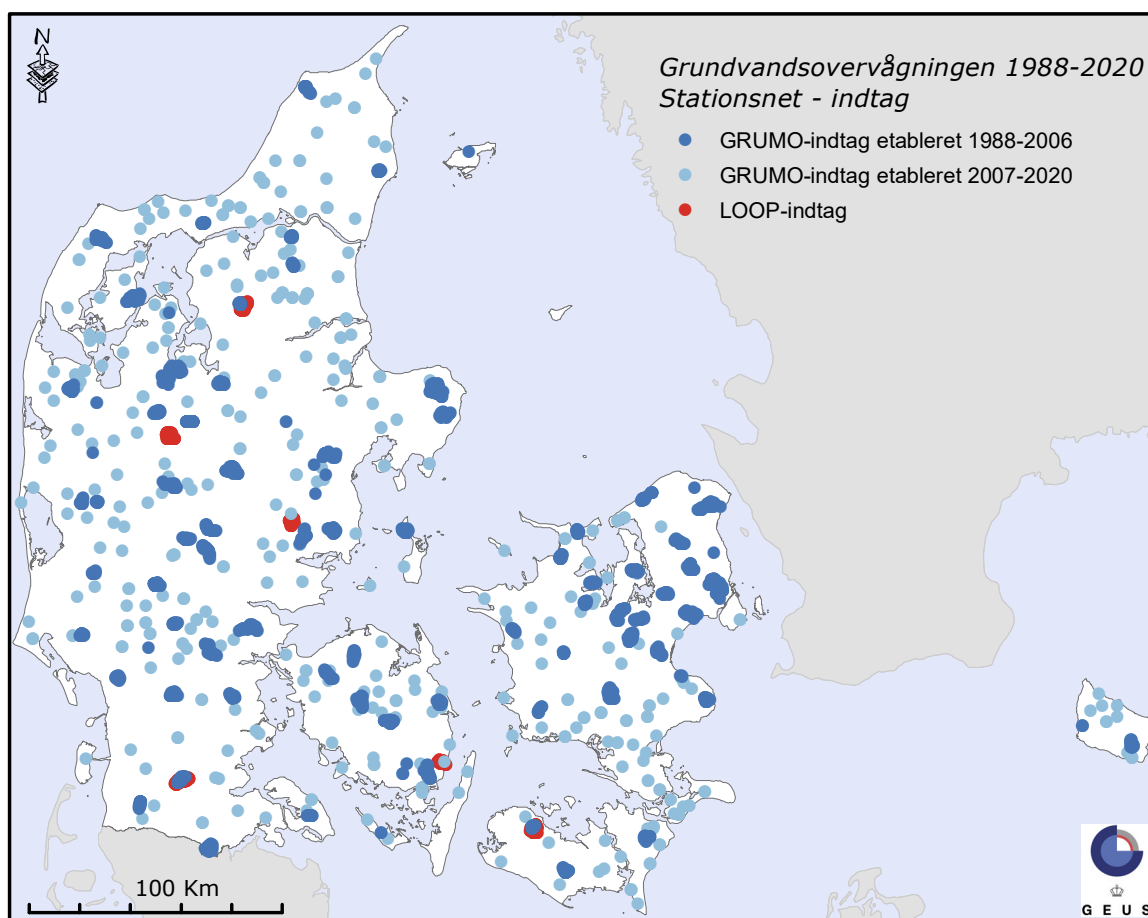 N
Grundvandsovervågningen 1988-2020
Stationsnet - indtag
GRUMO-indtag etableret 1988-2006
GRUMO-indtag etableret 2007-2020
LOOP-indtag
100 Km
G E U S